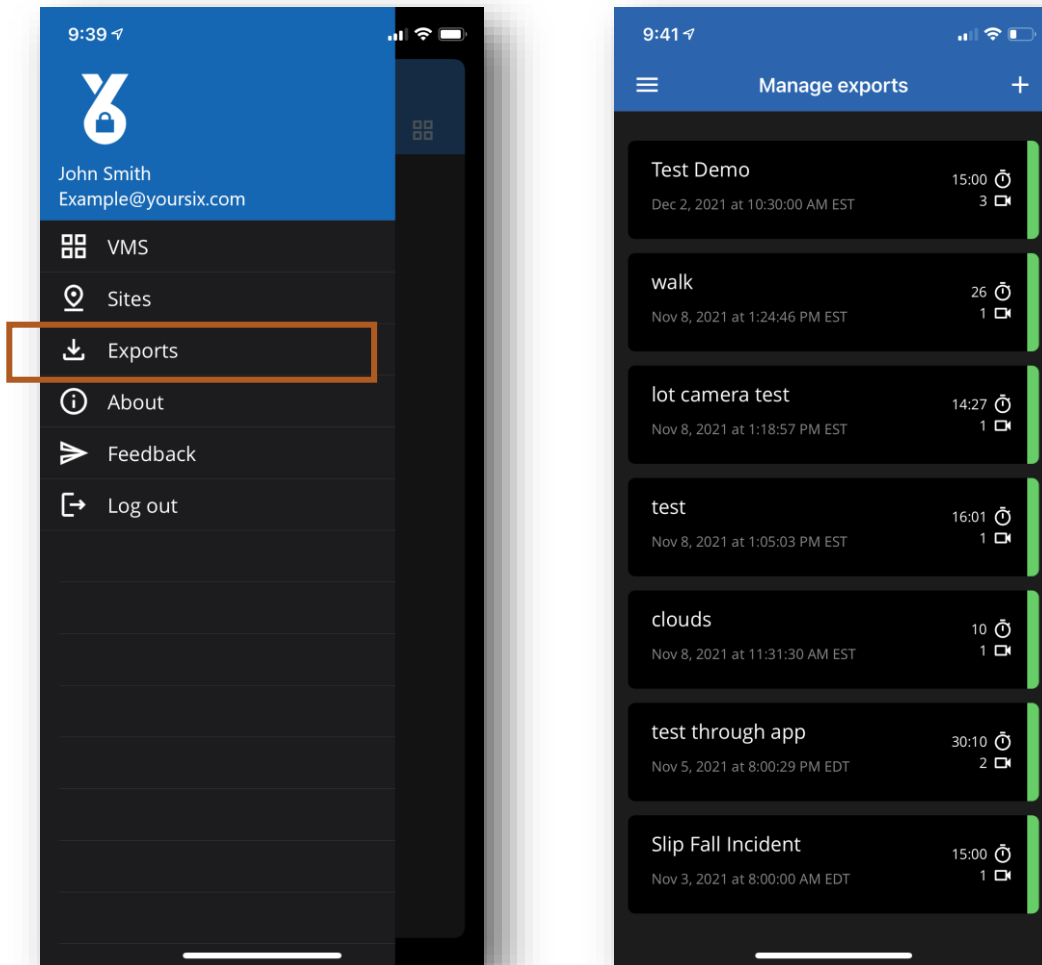 9:39
John Smith
Example@yoursix.com
VMS
Sites
Exports
About
Feedback
Log out
9:41
Manage exports
Test Demo
15:00
Dec 2, 2021 at 10:30:00 AM EST
3
walk
26
Nov 8, 2021 at 1:24:46 PM EST
1
lot camera test
14:27
Nov 8, 2021 at 1:18:57 PM EST
1
test
16:01
Nov 8, 2021 at 1:05:03 PM EST
1
clouds
10
Nov 8, 2021 at 11:31:30 AM EST
1
test through app
30:10
Nov 5, 2021 at 8:00:29 PM EDT
2
Slip Fall Incident
15:00
Nov 3, 2021 at 8:00:00 AM EDT
1